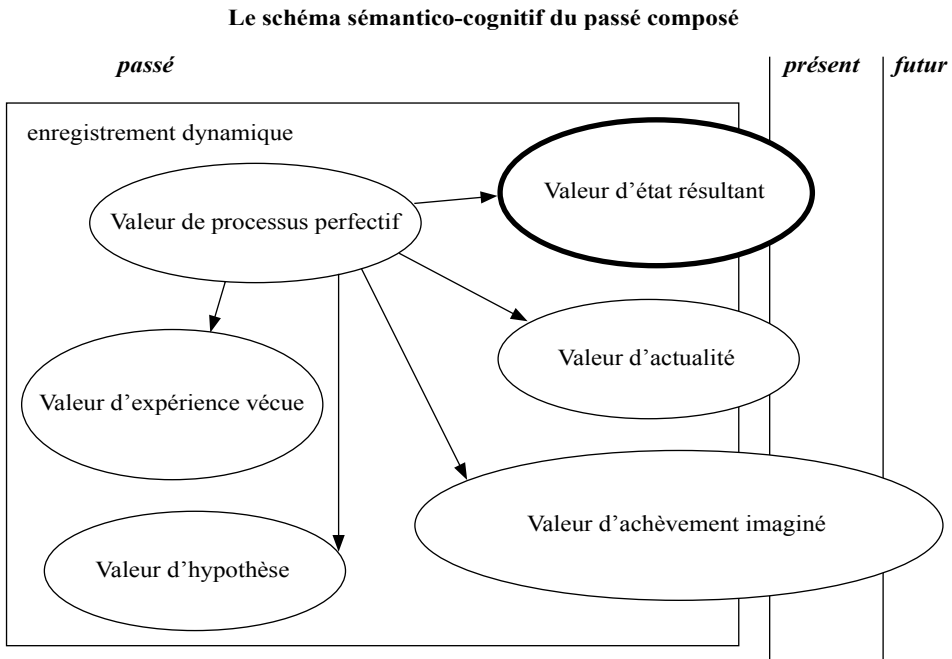 Le schéma sémantico-cognitif du passé composé
passé
présent
futur
enregistrement dynamique
Valeur d'état résultant
Valeur de processus perfectif
Valeur d'actualité
Valeur d'expérience vécue
Valeur d'achèvement imaginé
Valeur d'hypothèse